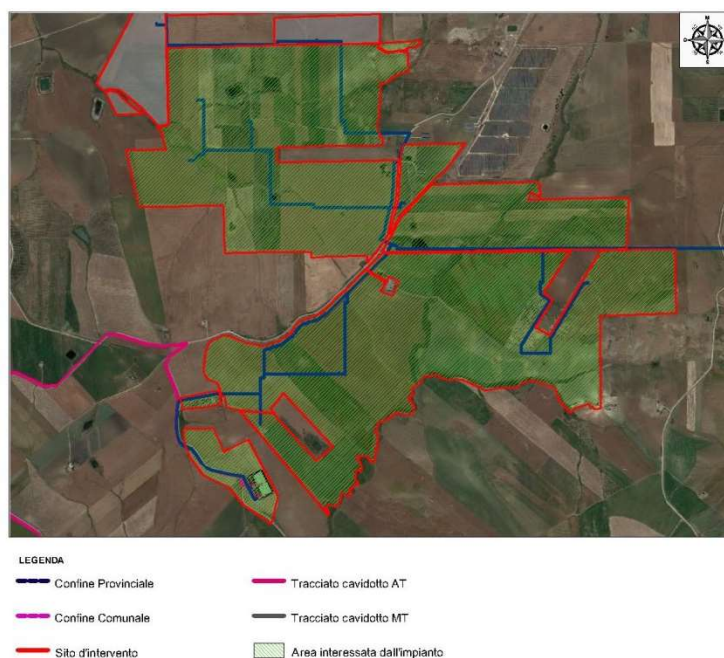 N
LEGENDA
Confine Provinciale
Tracciato cavidotto AT
Confine Comunale
Tracciato cavidotto MT
Sito d'intervento
Area interessata dall'impianto